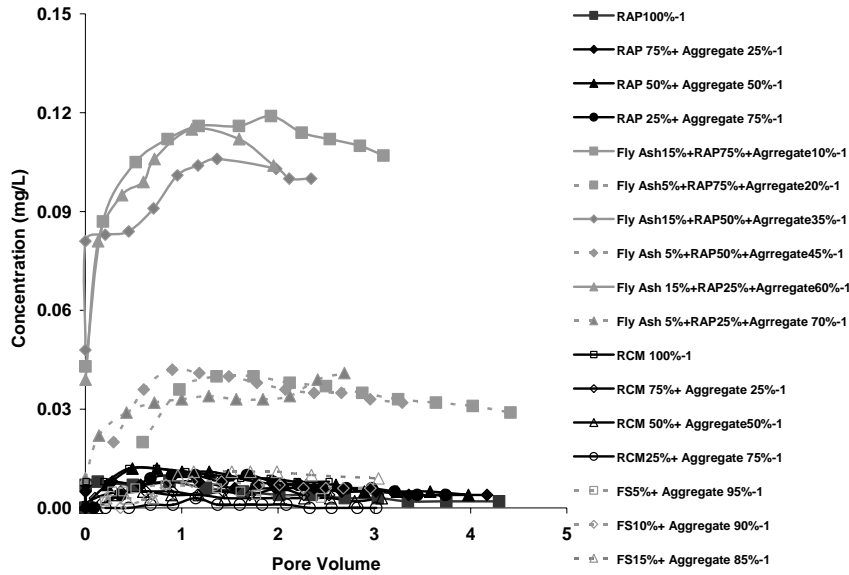 0.15
0.12
0.09
0.06
0.03
0.00
Concentration (mg/L)
0
1
2
3
4
5
Pore Volume
RAP100%-1
RAP 75%+ Aggregate 25%-1
RAP 50%+ Aggregate 50%-1
RAP 25%+ Aggregate 75%-1
Fly Ash15%+RAP75%+Agrregate10%-1
Fly Ash5%+RAP75%+Agrregate20%-1
Fly Ash15%+RAP50%+Agrregate35%-1
Fly Ash 5%+RAP50%+Agrregate45%-1
Fly Ash 15%+RAP25%+Agrregate60%-1
Fly Ash 5%+RAP25%+Agrregate 70%-1
RCM 100%-1
RCM 75%+ Aggregate 25%-1
RCM 50%+ Aggregate50%-1
RCM25%+ Aggregate 75%-1
FS5%+ Aggregate 95%-1
FS10%+ Aggregate 90%-1
FS15%+ Aggregate 85%-1